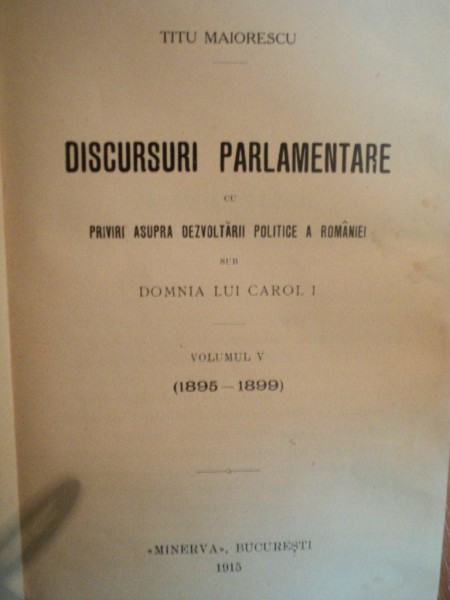 TITU MAIORESCU
DISCURSURI PARLAMENTARE
CU
PRIVIRI ASUPRA DEZVOLTĂRII POLITICE A ROMÂNIEI
SUB
DOMNIA LUI CAROL I
VOLUMUL V
(1895 — 1899)
«MINERVA», BUCUREȘTI
1915